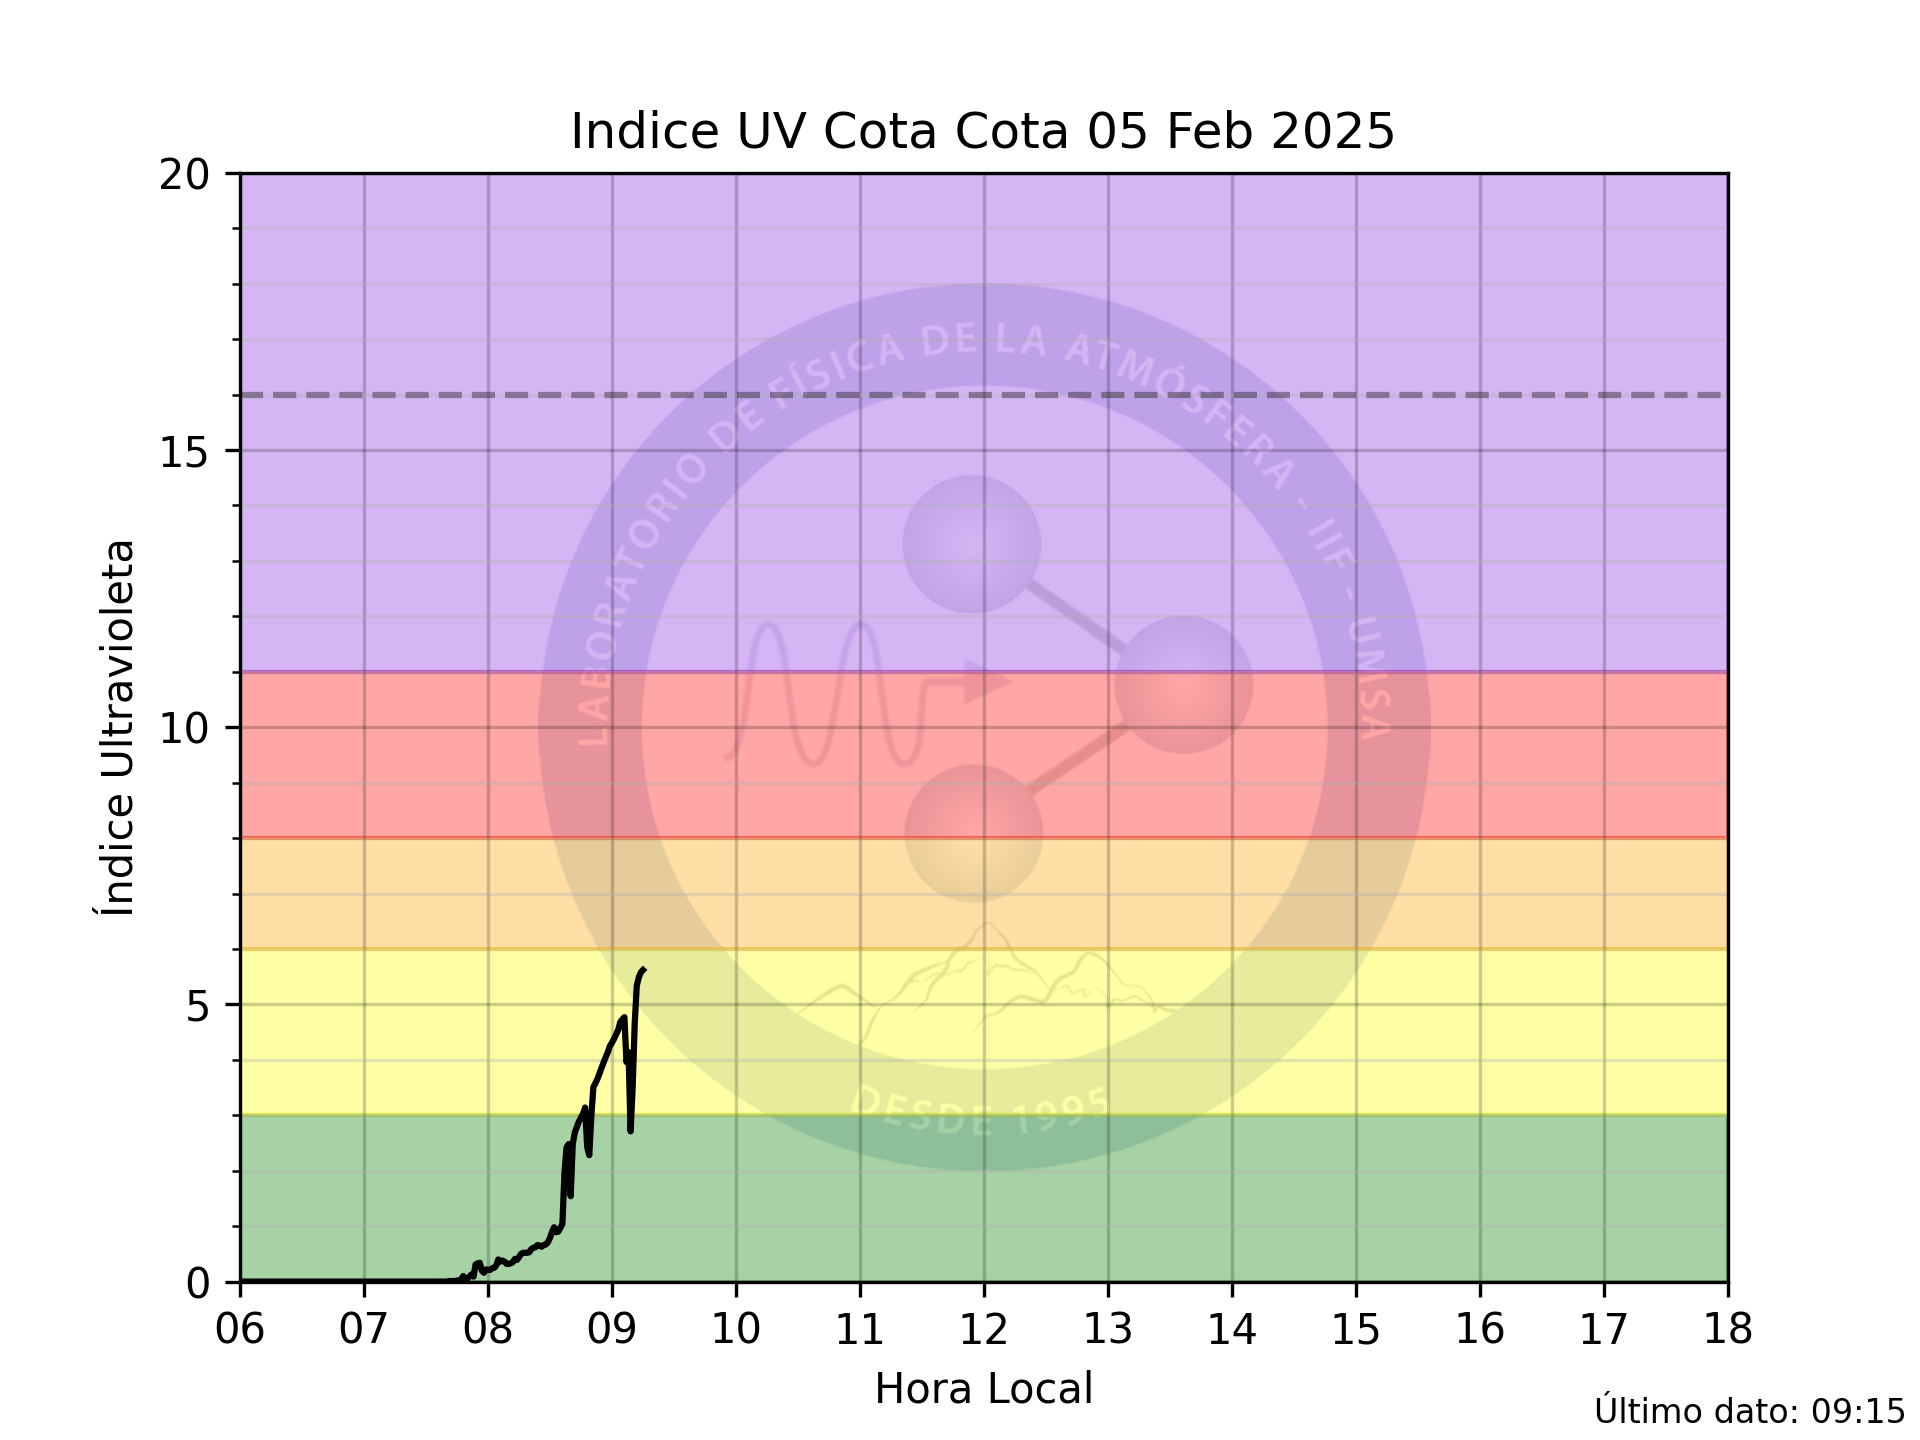 Indice UV Cota Cota 05 Feb 2025
20
15
10
5
0
Índice Ultravioleta
LABORATORIO DE FÍSICA DE LA ATMÓSFERA - IIF - UMSA
DESDE 1995
06 07 08 09 10 11 12 13 14 15 16 17 18
Hora Local
Último dato: 09:15